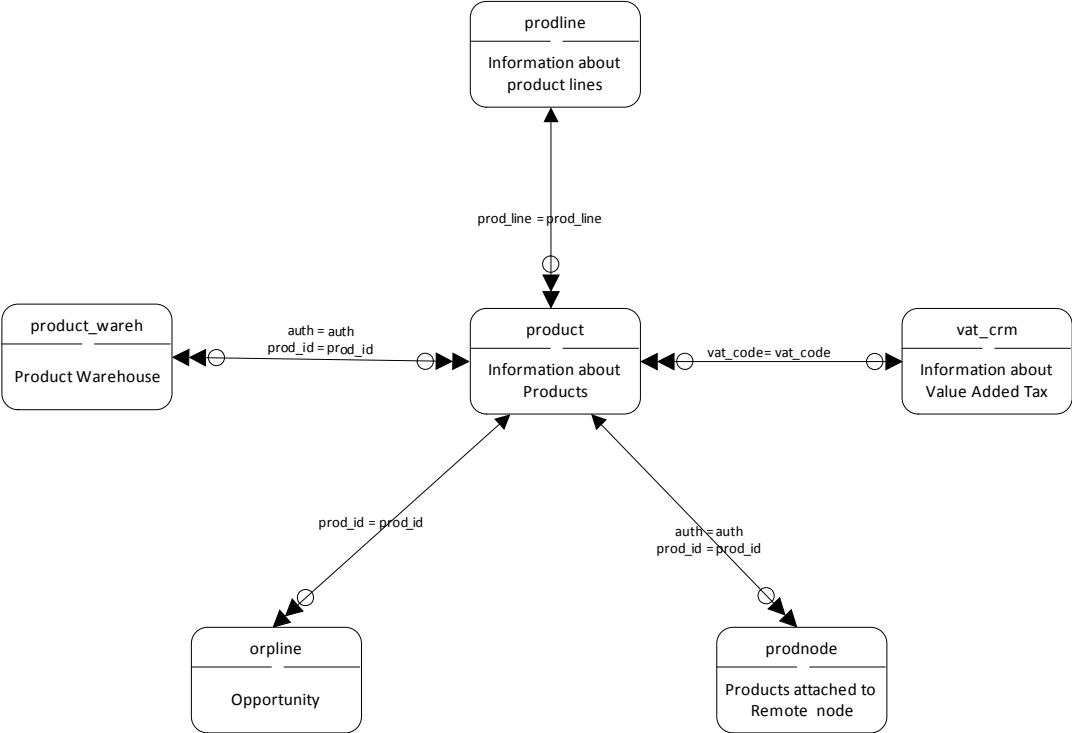 prodline
Information about
product lines
prod_line = prod_line
product_wareh
Product Warehouse
auth = auth
prod_id = prod_id
product
Information about
Products
vat_code= vat_code
vat_crm
Information about
Value Added Tax
prod_id = prod_id
auth = auth
prod_id = prod_id
orpline
Opportunity
prodnode
Products attached to
Remote node